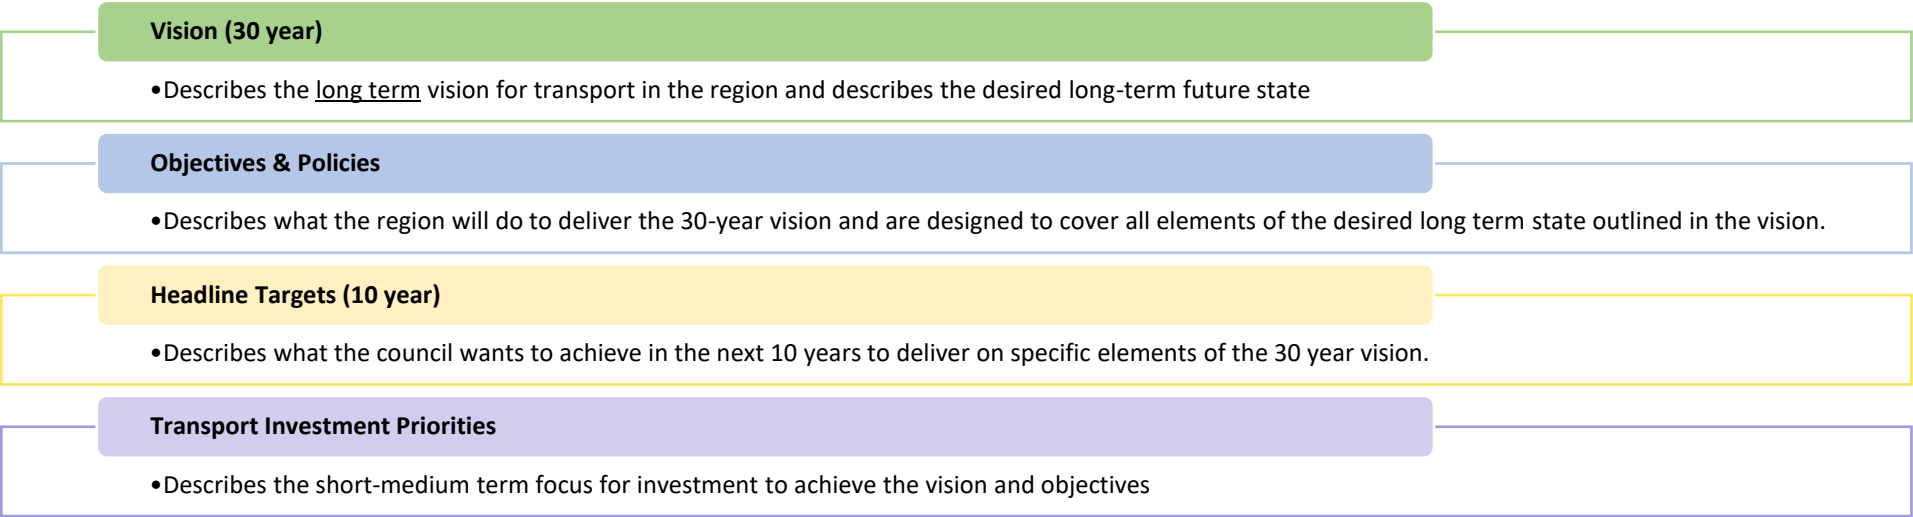 Vision (30 year)
•Describes the long term vision for transport in the region and describes the desired long-term future state
Objectives & Policies
•Describes what the region will do to deliver the 30-year vision and are designed to cover all elements of the desired long term state outlined in the vision.
Headline Targets (10 year)
•Describes what the council wants to achieve in the next 10 years to deliver on specific elements of the 30 year vision.
Transport Investment Priorities
•Describes the short-medium term focus for investment to achieve the vision and objectives